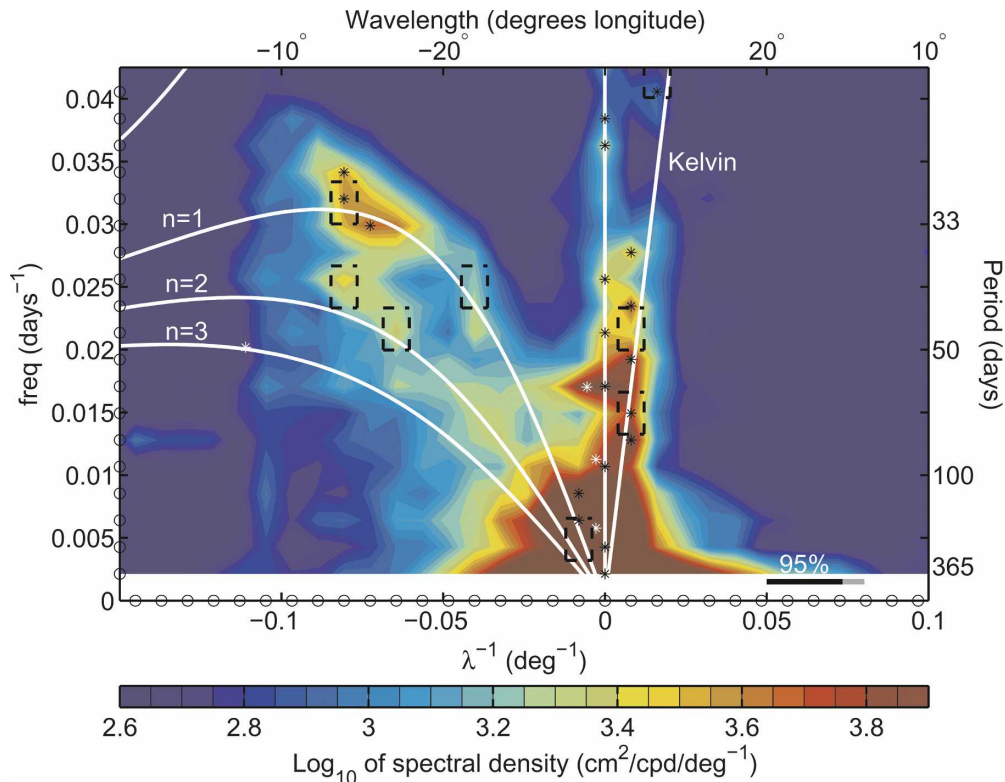 Wavelength (degrees longitude)
−10° −20° 20° 10°
0.04
0.035
0.03
0.025
0.02
0.015
0.01
0.005
0
freq (days⁻¹)
n=1
n=2
n=3
Kelvin
95%
33
50
100
365
Period (days)
−0.1 −0.05 0 0.05 0.1
λ⁻¹ (deg⁻¹)
2.6 2.8 3 3.2 3.4 3.6 3.8
Log₁₀ of spectral density (cm²/cpd/deg⁻¹)